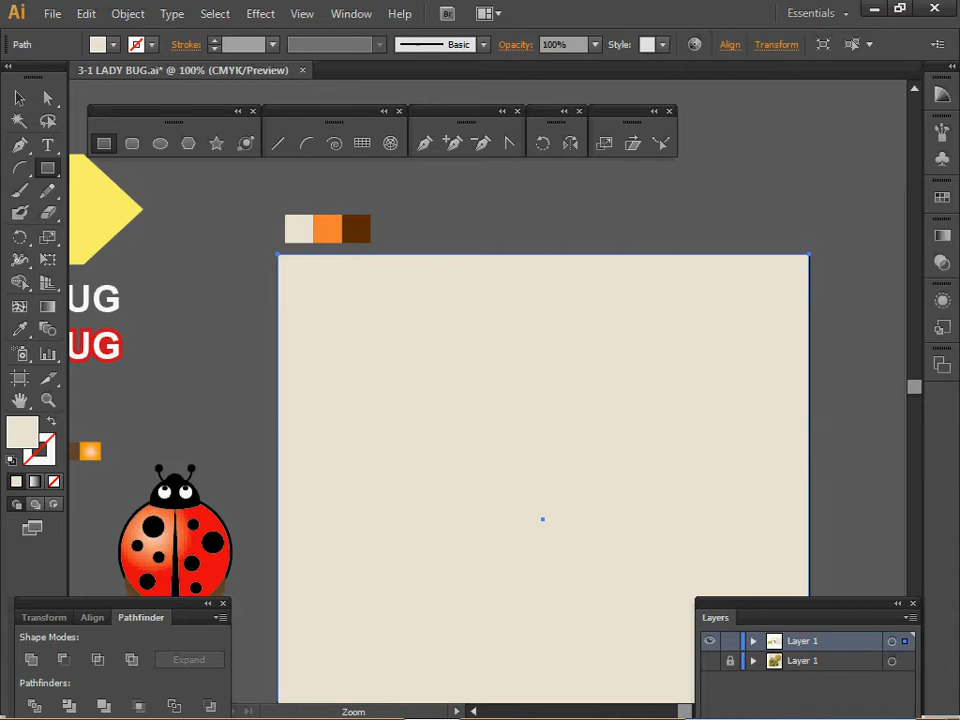 Ai File Edit Object Type Select Effect View Window Help Br Essentials
Path Stroke: Basic Opacity: 100% Style: Align Transform
3-1 LADY BUG.ai* @ 100% (CMYK/Preview)
UG
UG
Transform Align Pathfinder
Shape Modes:
Expand
Pathfinders:
Layers
Layer 1
Layer 1
Zoom